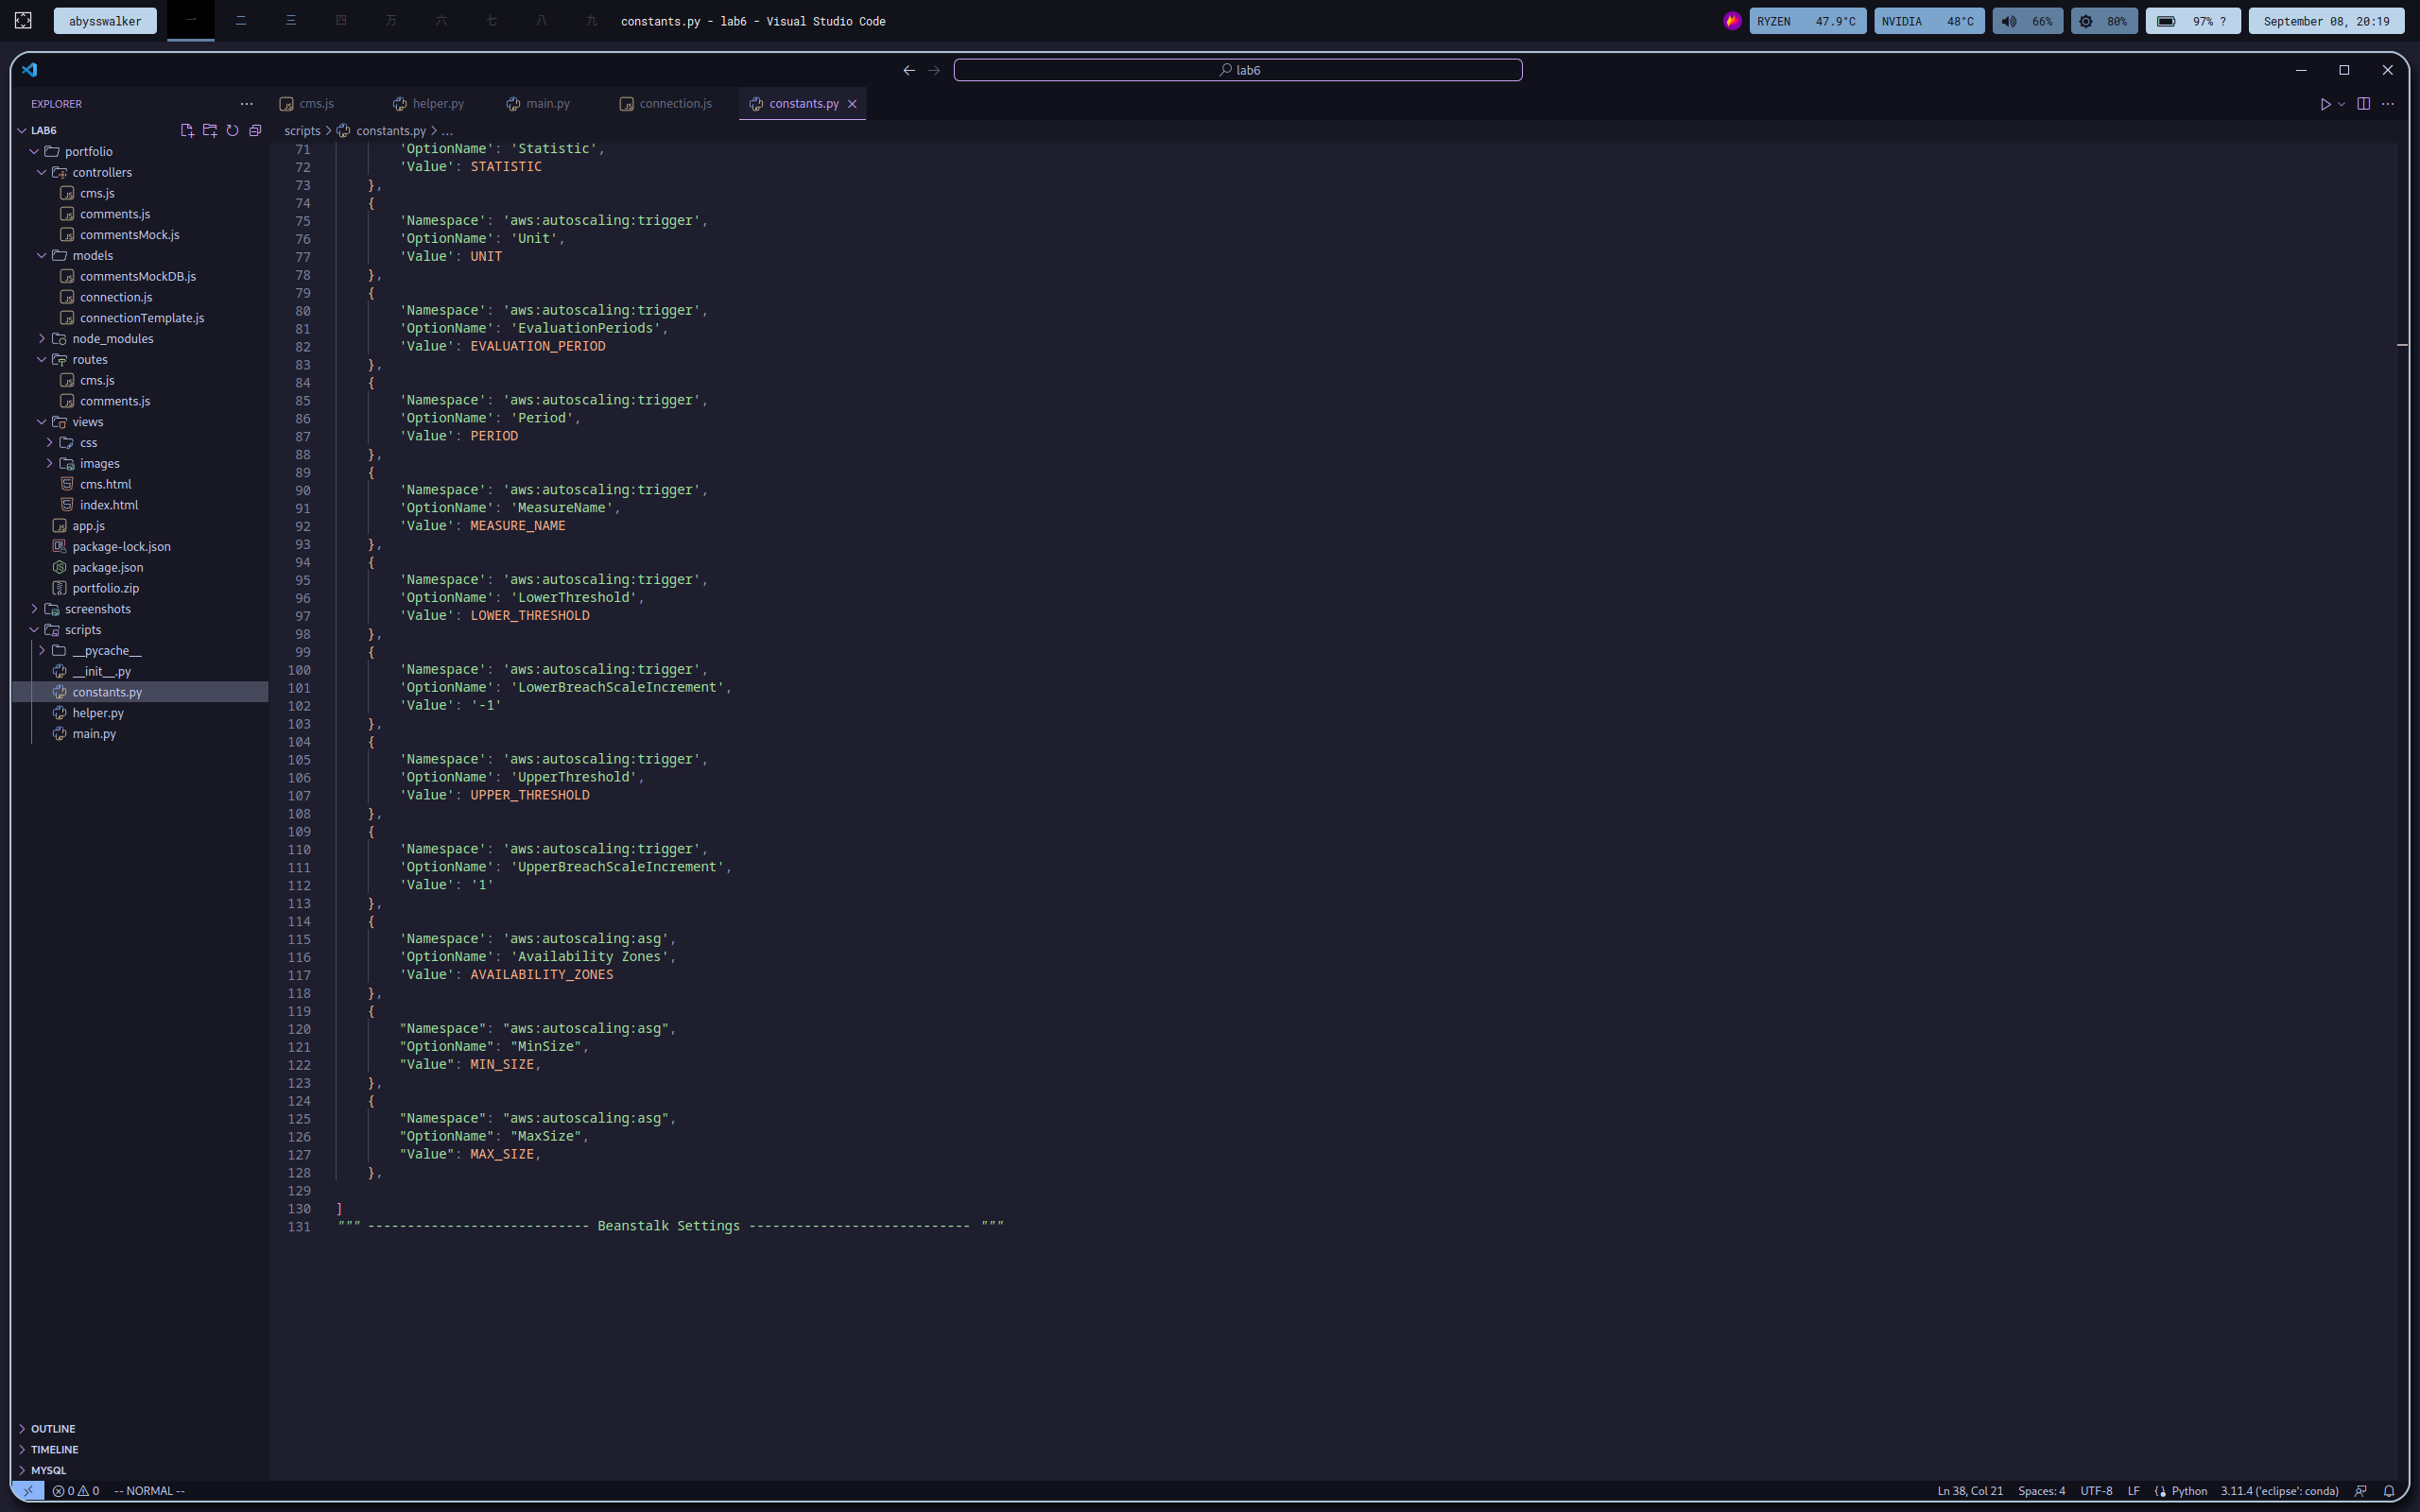 abysswalker 一 二 三 四 万 六 七 八 九 constants.py - lab6 - Visual Studio Code RYZEN 47.9°C NVIDIA 48°C 66% 80% 97% ? September 08, 20:19
lab6
EXPLORER
cms.js helper.py main.py connection.js constants.py
LAB6
scripts > constants.py > ...
portfolio
controllers
cms.js
comments.js
commentsMock.js
models
commentsMockDB.js
connection.js
connectionTemplate.js
node_modules
routes
cms.js
comments.js
views
css
images
cms.html
index.html
app.js
package-lock.json
package.json
portfolio.zip
screenshots
scripts
__pycache__
__init__.py
constants.py
helper.py
main.py
OUTLINE
TIMELINE
MYSQL
71 'OptionName': 'Statistic',
72 'Value': STATISTIC
73 },
74 {
75 'Namespace': 'aws:autoscaling:trigger',
76 'OptionName': 'Unit',
77 'Value': UNIT
78 },
79 {
80 'Namespace': 'aws:autoscaling:trigger',
81 'OptionName': 'EvaluationPeriods',
82 'Value': EVALUATION_PERIOD
83 },
84 {
85 'Namespace': 'aws:autoscaling:trigger',
86 'OptionName': 'Period',
87 'Value': PERIOD
88 },
89 {
90 'Namespace': 'aws:autoscaling:trigger',
91 'OptionName': 'MeasureName',
92 'Value': MEASURE_NAME
93 },
94 {
95 'Namespace': 'aws:autoscaling:trigger',
96 'OptionName': 'LowerThreshold',
97 'Value': LOWER_THRESHOLD
98 },
99 {
100 'Namespace': 'aws:autoscaling:trigger',
101 'OptionName': 'LowerBreachScaleIncrement',
102 'Value': '-1'
103 },
104 {
105 'Namespace': 'aws:autoscaling:trigger',
106 'OptionName': 'UpperThreshold',
107 'Value': UPPER_THRESHOLD
108 },
109 {
110 'Namespace': 'aws:autoscaling:trigger',
111 'OptionName': 'UpperBreachScaleIncrement',
112 'Value': '1'
113 },
114 {
115 'Namespace': 'aws:autoscaling:asg',
116 'OptionName': 'Availability Zones',
117 'Value': AVAILABILITY_ZONES
118 },
119 {
120 "Namespace": "aws:autoscaling:asg",
121 "OptionName": "MinSize",
122 "Value": MIN_SIZE,
123 },
124 {
125 "Namespace": "aws:autoscaling:asg",
126 "OptionName": "MaxSize",
127 "Value": MAX_SIZE,
128 },
129
130 ]
131 """ ---------------------------- Beanstalk Settings ---------------------------- """
0 0 -- NORMAL -- Ln 38, Col 21 Spaces: 4 UTF-8 LF Python 3.11.4 ('eclipse': conda)